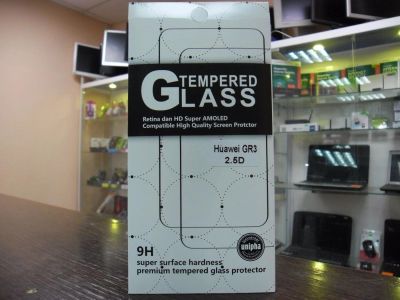 TEMPERED
GLASS
Retina dan HD Super AMOLED
Compatible High Quality Screen Protctor
Huawei GR3
2.5D
9H
super surface hardness
premium tempered glass protector
unipha